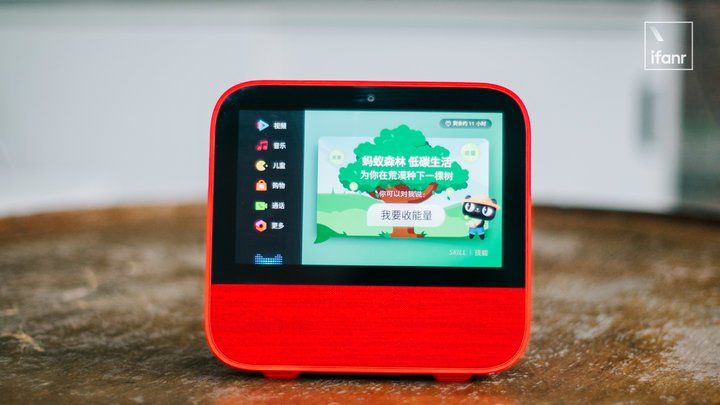 ifanr
视频
音乐
儿童
购物
通话
更多
剩余约 11 小时
蚂蚁森林 低碳生活
为你在荒漠种下一棵树
你可以对我说：
我要收能量
SKILL | 技能